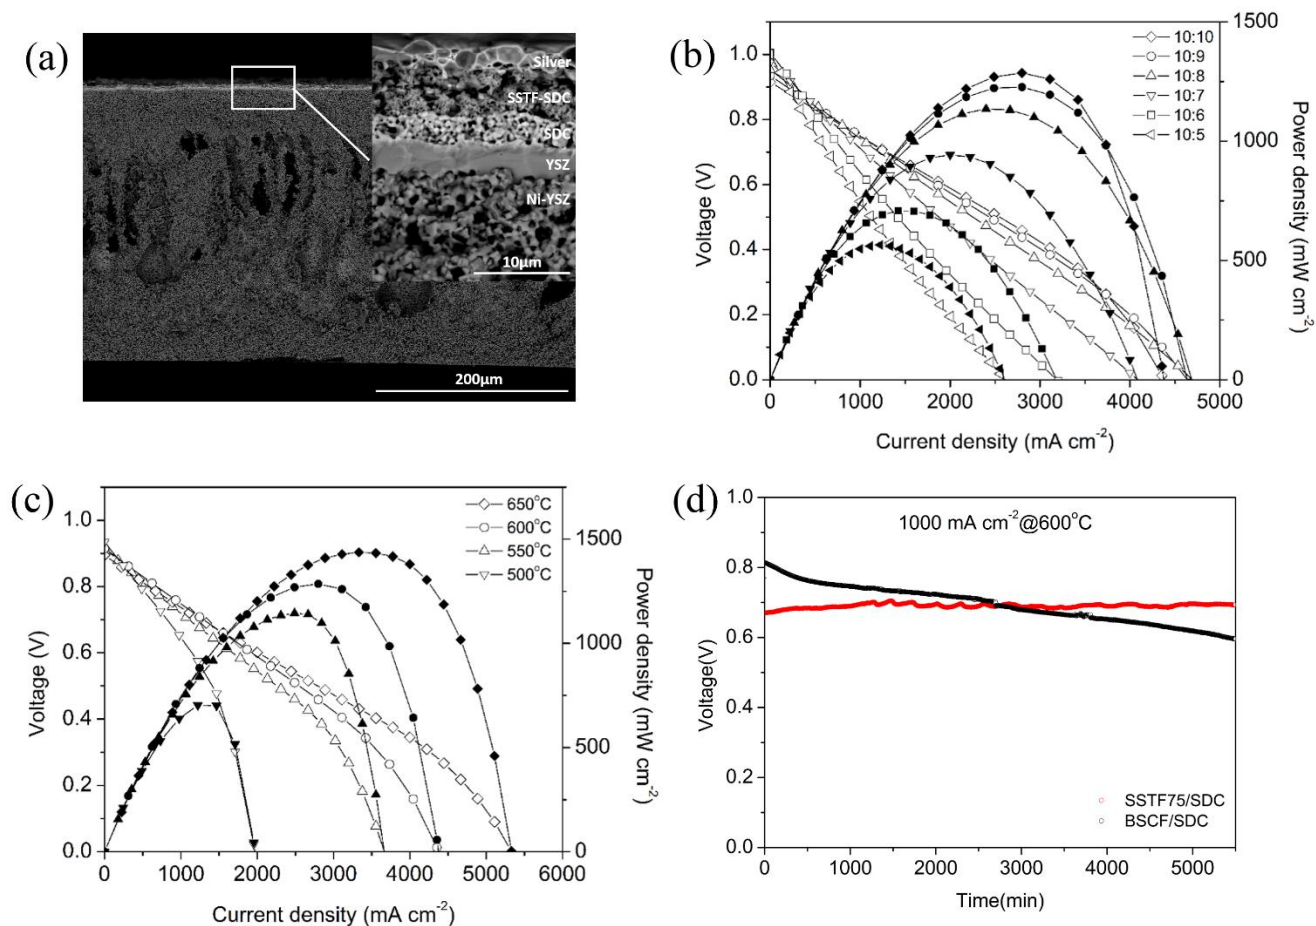 (a)
Silver
SSTF-SDC
SDC
YSZ
Ni-YSZ
10μm
200μm
(b)
10:10
10:9
10:8
10:7
10:6
10:5
1.0
0.8
0.6
0.4
0.2
0.0
Voltage (V)
1500
1000
500
0
Power density (mW cm-2)
0 1000 2000 3000 4000 5000
Current density (mA cm-2)
(c)
650oC
600oC
550oC
500oC
1.0
0.8
0.6
0.4
0.2
0.0
Voltage (V)
1500
1000
500
0
Power density (mW cm-2)
0 1000 2000 3000 4000 5000 6000
Current density (mA cm-2)
(d)
1000 mA cm-2@600oC
1.0
0.8
0.6
0.4
0.2
0.0
Voltage(V)
SSTF75/SDC
BSCF/SDC
0 1000 2000 3000 4000 5000
Time(min)